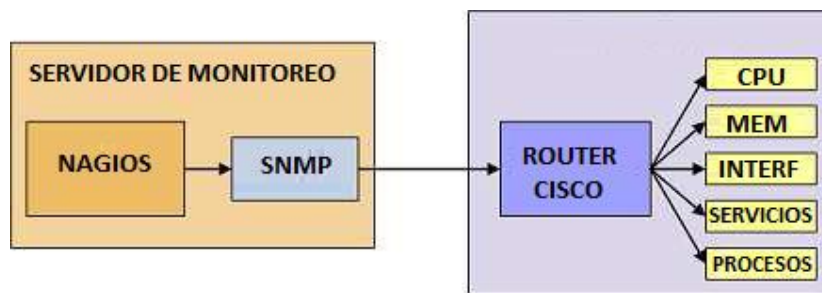 SERVIDOR DE MONITOREO
NAGIOS
SNMP
ROUTER
CISCO
CPU
MEM
INTERF
SERVICIOS
PROCESOS